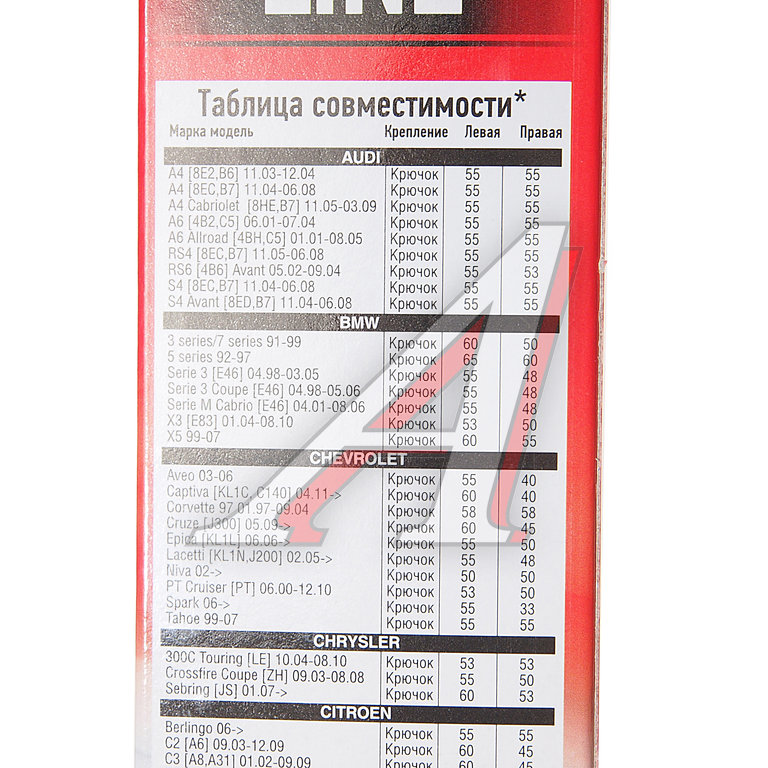 LINE
Таблица совместимости*
Марка модель Крепление Левая Правая
AUDI
A4 [8E2,B6] 11.03-12.04 Крючок 55 55
A4 [8EC,B7] 11.04-06.08 Крючок 55 55
A4 Cabriolet [8HE,B7] 11.05-03.09 Крючок 55 55
A6 [4B2,C5] 06.01-07.04 Крючок 55 55
A6 Allroad [4BH,C5] 01.01-08.05 Крючок 55 55
RS4 [8EC,B7] 11.05-06.08 Крючок 55 55
RS6 [4B6] Avant 05.02-09.04 Крючок 55 53
S4 [8EC,B7] 11.04-06.08 Крючок 55 55
S4 Avant [8ED,B7] 11.04-06.08 Крючок 55 55
BMW
3 series/7 series 91-99 Крючок 60 50
5 series 92-97 Крючок 65 60
Serie 3 [E46] 04.98-03.05 Крючок 55 48
Serie 3 Coupe [E46] 04.98-05.06 Крючок 55 48
Serie M Cabrio [E46] 04.01-08.06 Крючок 55 48
X3 [E83] 01.04-08.10 Крючок 53 50
X5 99-07 Крючок 60 55
CHEVROLET
Aveo 03-06 Крючок 55 40
Captiva [KL1C, C140] 04.11-> Крючок 60 40
Corvette 97 01.97-09.04 Крючок 58 58
Cruze [J300] 05.09-> Крючок 60 45
Epica [KL1L] 06.06-> Крючок 55 50
Lacetti [KL1N,J200] 02.05-> Крючок 55 48
Niva 02-> Крючок 50 50
PT Cruiser [PT] 06.00-12.10 Крючок 53 50
Spark 06-> Крючок 55 33
Tahoe 99-07 Крючок 55 55
CHRYSLER
300C Touring [LE] 10.04-08.10 Крючок 53 53
Crossfire Coupe [ZH] 09.03-08.08 Крючок 55 50
Sebring [JS] 01.07-> Крючок 60 53
CITROEN
Berlingo 06-> Крючок 55 55
C2 [A6] 09.03-12.09 Крючок 60 45
C3 [A8,A31] 01.02-09.09 Крючок 60 45